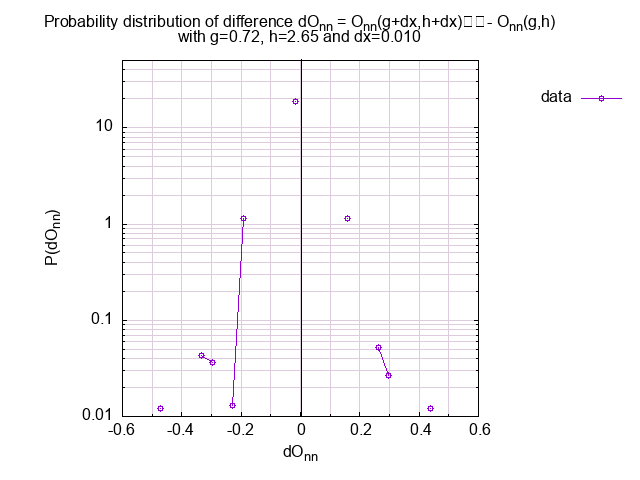 Probability distribution of difference dOnn = Onn(g+dx,h+dx)□□- Onn(g,h)
with g=0.72, h=2.65 and dx=0.010
data
10
1
0.1
0.01
P(dOnn)
-0.6 -0.4 -0.2 0 0.2 0.4 0.6
dOnn